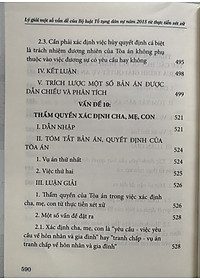 Lý giải một số vấn đề của Bộ luật Tố tụng dân sự năm 2015 từ thực tiễn xét xử
2.3. Cần phải xác định việc hủy quyết định cá biệt
là trách nhiệm đương nhiên của Tòa án không phụ
thuộc vào việc đương sự có yêu cầu hay không 495
IV. KẾT LUẬN 499
V. TRÍCH LƯỢC MỘT SỐ BẢN ÁN ĐƯỢC
DẪN CHIẾU VÀ PHÂN TÍCH 500
VẤN ĐỀ 10:
THẨM QUYỀN XÁC ĐỊNH CHA, MẸ, CON 521
I. DẪN NHẬP 521
II. TÓM TẮT BẢN ÁN, QUYẾT ĐỊNH CỦA
TÒA ÁN 524
1. Vụ án thứ nhất 524
2. Vụ việc thứ hai 526
III. LUẬN GIẢI 528
1. Thẩm quyền của Tòa án trong việc xác định
cha, mẹ, con từ thực tiễn xét xử 528
2. Một số vấn đề đặt ra 528
2.1. Xác định cha, mẹ, con là "yêu cầu - việc yêu
cầu về hôn nhân và gia đình" hay "tranh chấp - vụ án
tranh chấp về hôn nhân và gia đình" 528
590